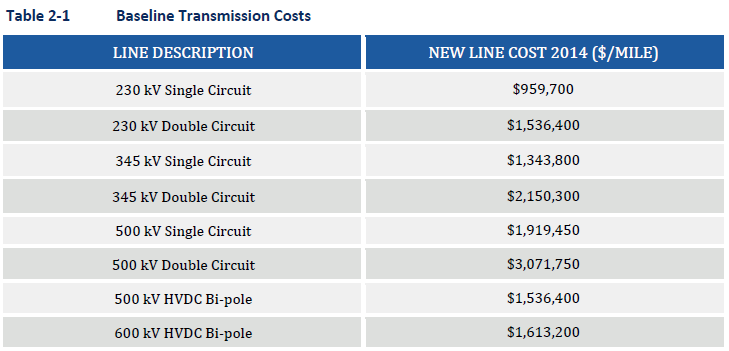 Table 2-1 Baseline Transmission Costs
LINE DESCRIPTION NEW LINE COST 2014 ($/MILE)
230 kV Single Circuit $959,700
230 kV Double Circuit $1,536,400
345 kV Single Circuit $1,343,800
345 kV Double Circuit $2,150,300
500 kV Single Circuit $1,919,450
500 kV Double Circuit $3,071,750
500 kV HVDC Bi-pole $1,536,400
600 kV HVDC Bi-pole $1,613,200